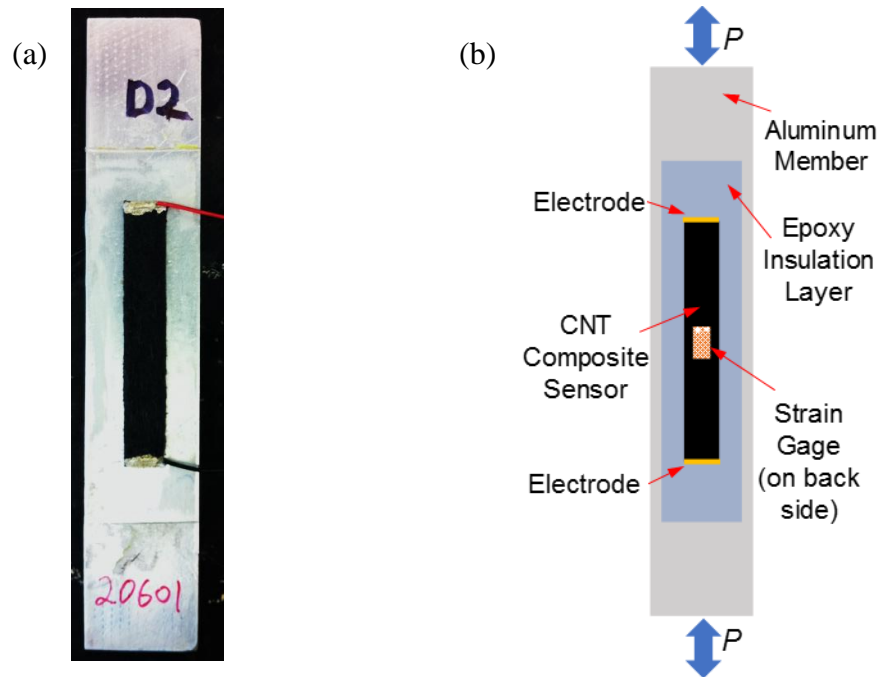 (a)
D2
20601
(b)
P
Aluminum
Member
Electrode
Epoxy
Insulation
Layer
CNT
Composite
Sensor
Strain
Gage
(on back
side)
Electrode
P